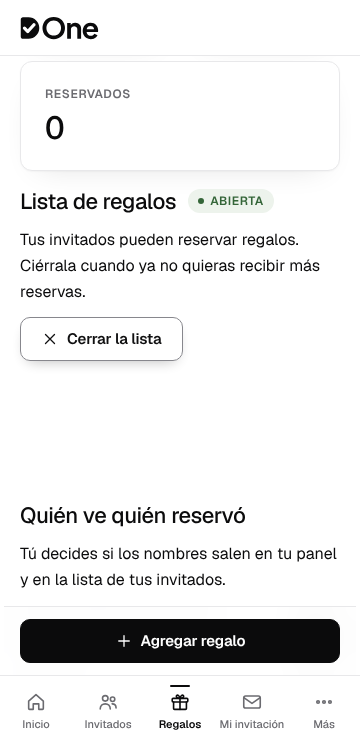 DOne
RESERVADOS
0
Lista de regalos
ABIERTA
Tus invitados pueden reservar regalos.
Ciérrala cuando ya no quieras recibir más
reservas.
Cerrar la lista
Quién ve quién reservó
Tú decides si los nombres salen en tu panel
y en la lista de tus invitados.
Agregar regalo
Inicio
Invitados
Regalos
Mi invitación
Más